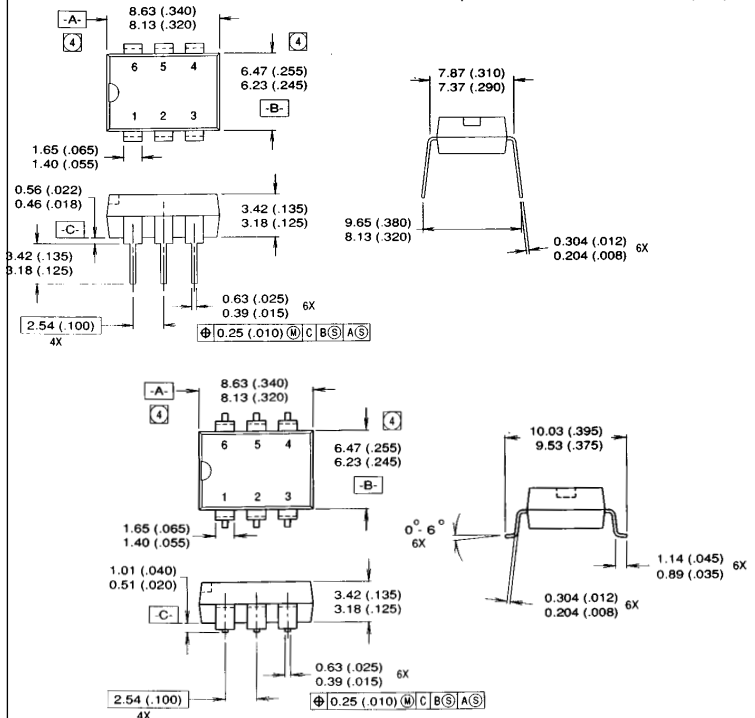 8.63 (.340)
8.13 (.320)
-A-
4
4
6 5 4
1 2 3
6.47 (.255)
6.23 (.245)
-B-
1.65 (.065)
1.40 (.055)
7.87 (.310)
7.37 (.290)
0.56 (.022)
0.46 (.018)
-C-
3.42 (.135)
3.18 (.125)
3.42 (.135)
3.18 (.125)
9.65 (.380)
8.13 (.320)
0.304 (.012)
0.204 (.008)
6X
0.63 (.025)
0.39 (.015)
6X
2.54 (.100)
4X
⌖ 0.25 (.010) Ⓜ C B Ⓢ A Ⓢ
8.63 (.340)
8.13 (.320)
-A-
4
4
6 5 4
1 2 3
6.47 (.255)
6.23 (.245)
-B-
1.65 (.065)
1.40 (.055)
10.03 (.395)
9.53 (.375)
0° - 6°
6X
1.14 (.045)
0.89 (.035)
6X
0.304 (.012)
0.204 (.008)
6X
1.01 (.040)
0.51 (.020)
-C-
3.42 (.135)
3.18 (.125)
0.63 (.025)
0.39 (.015)
6X
2.54 (.100)
4X
⌖ 0.25 (.010) Ⓜ C B Ⓢ A Ⓢ